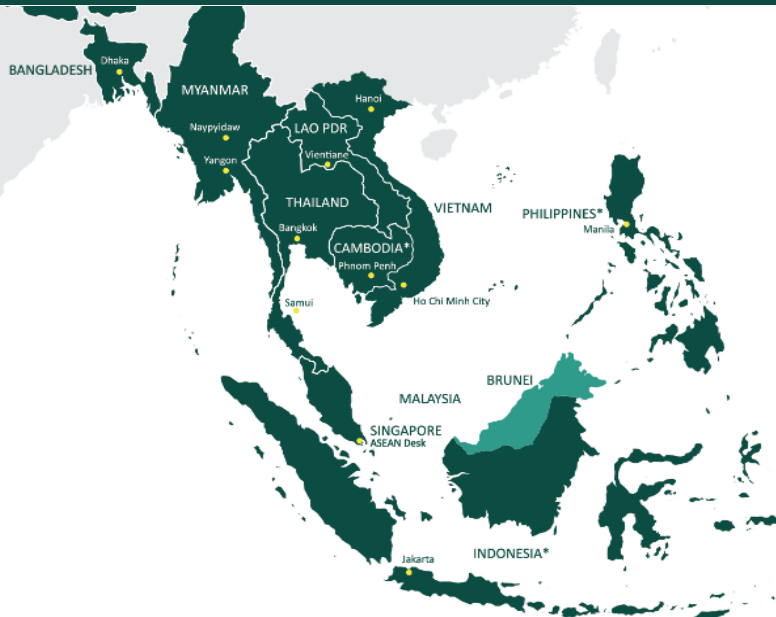 Dhaka
BANGLADESH
MYANMAR
Hanoi
Naypyidaw
LAO PDR
Yangon
Vientiane
THAILAND
VIETNAM
PHILIPPINES*
Manila
Bangkok
CAMBODIA*
Phnom Penh
Samui
Ho Chi Minh City
BRUNEI
MALAYSIA
SINGAPORE
ASEAN Desk
INDONESIA*
Jakarta